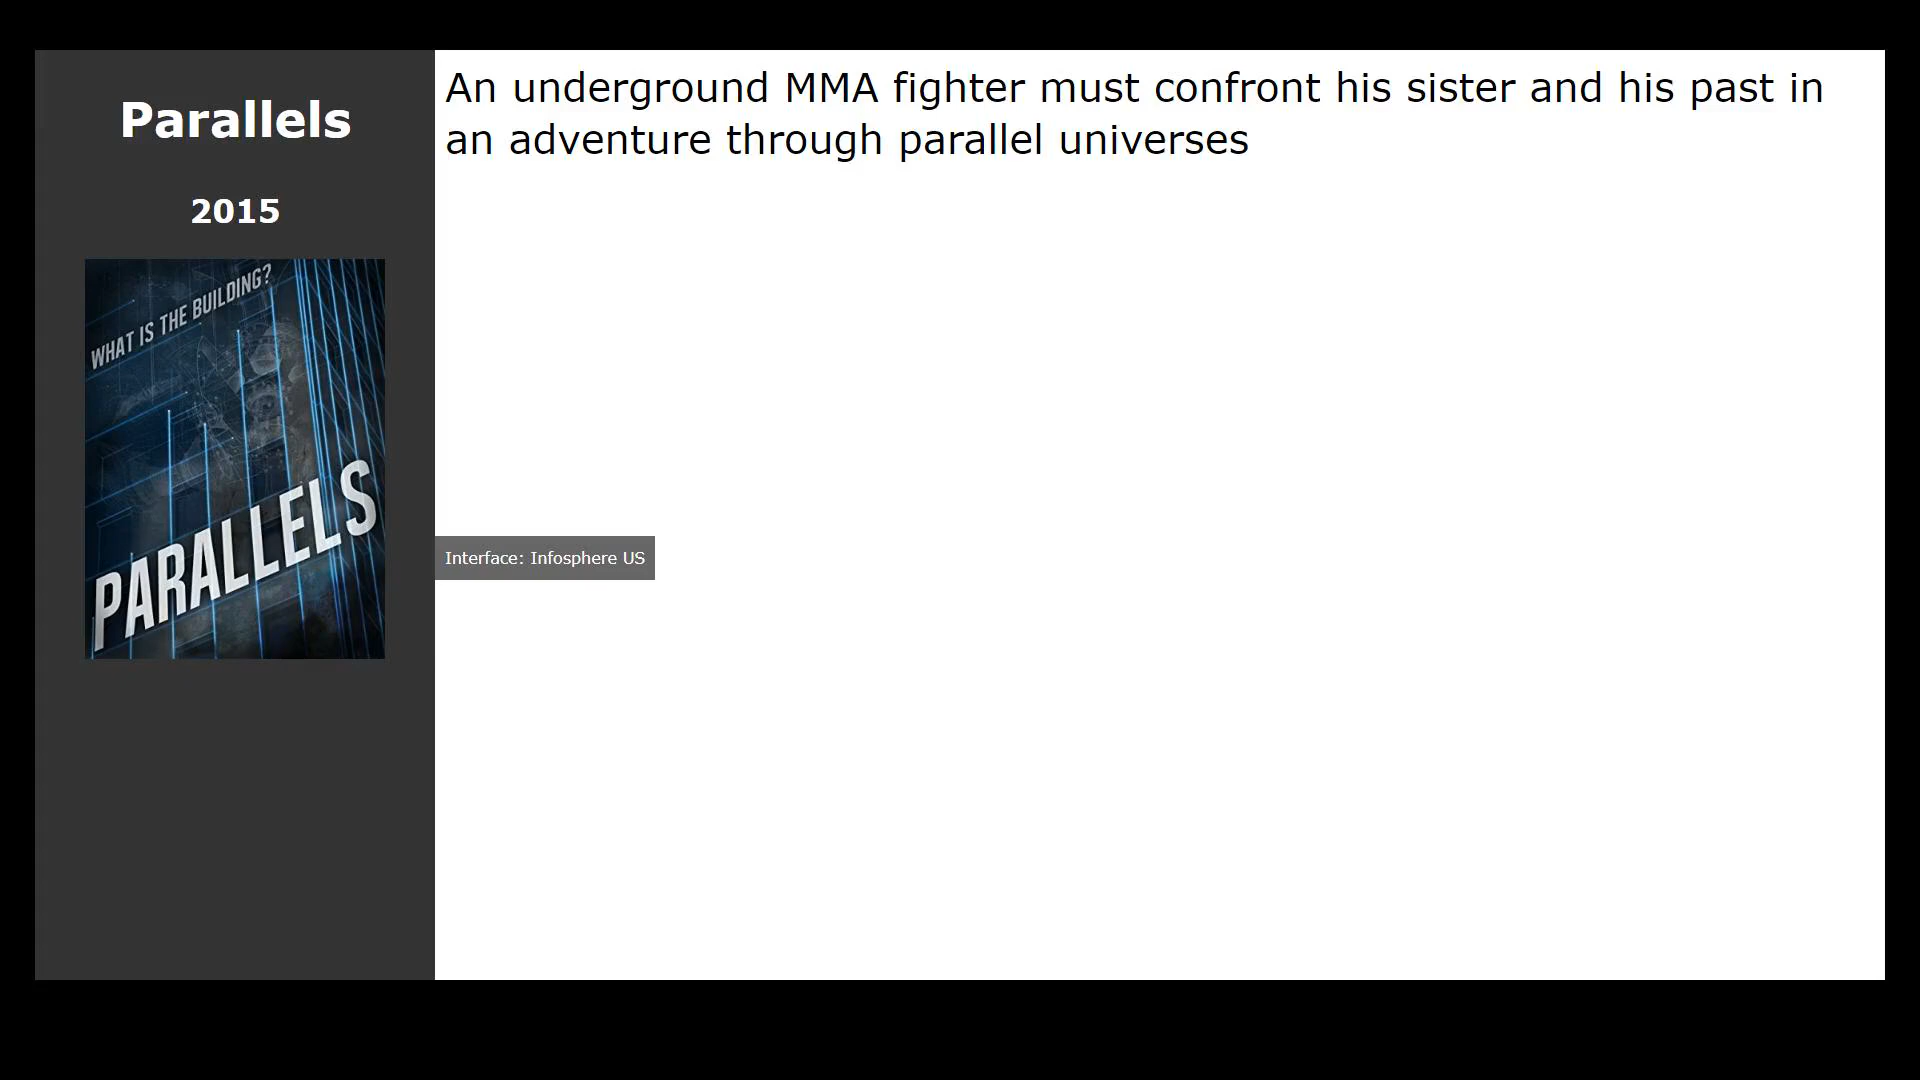 Parallels
2015
WHAT IS THE BUILDING?
PARALLELS
An underground MMA fighter must confront his sister and his past in
an adventure through parallel universes
Interface: Infosphere US